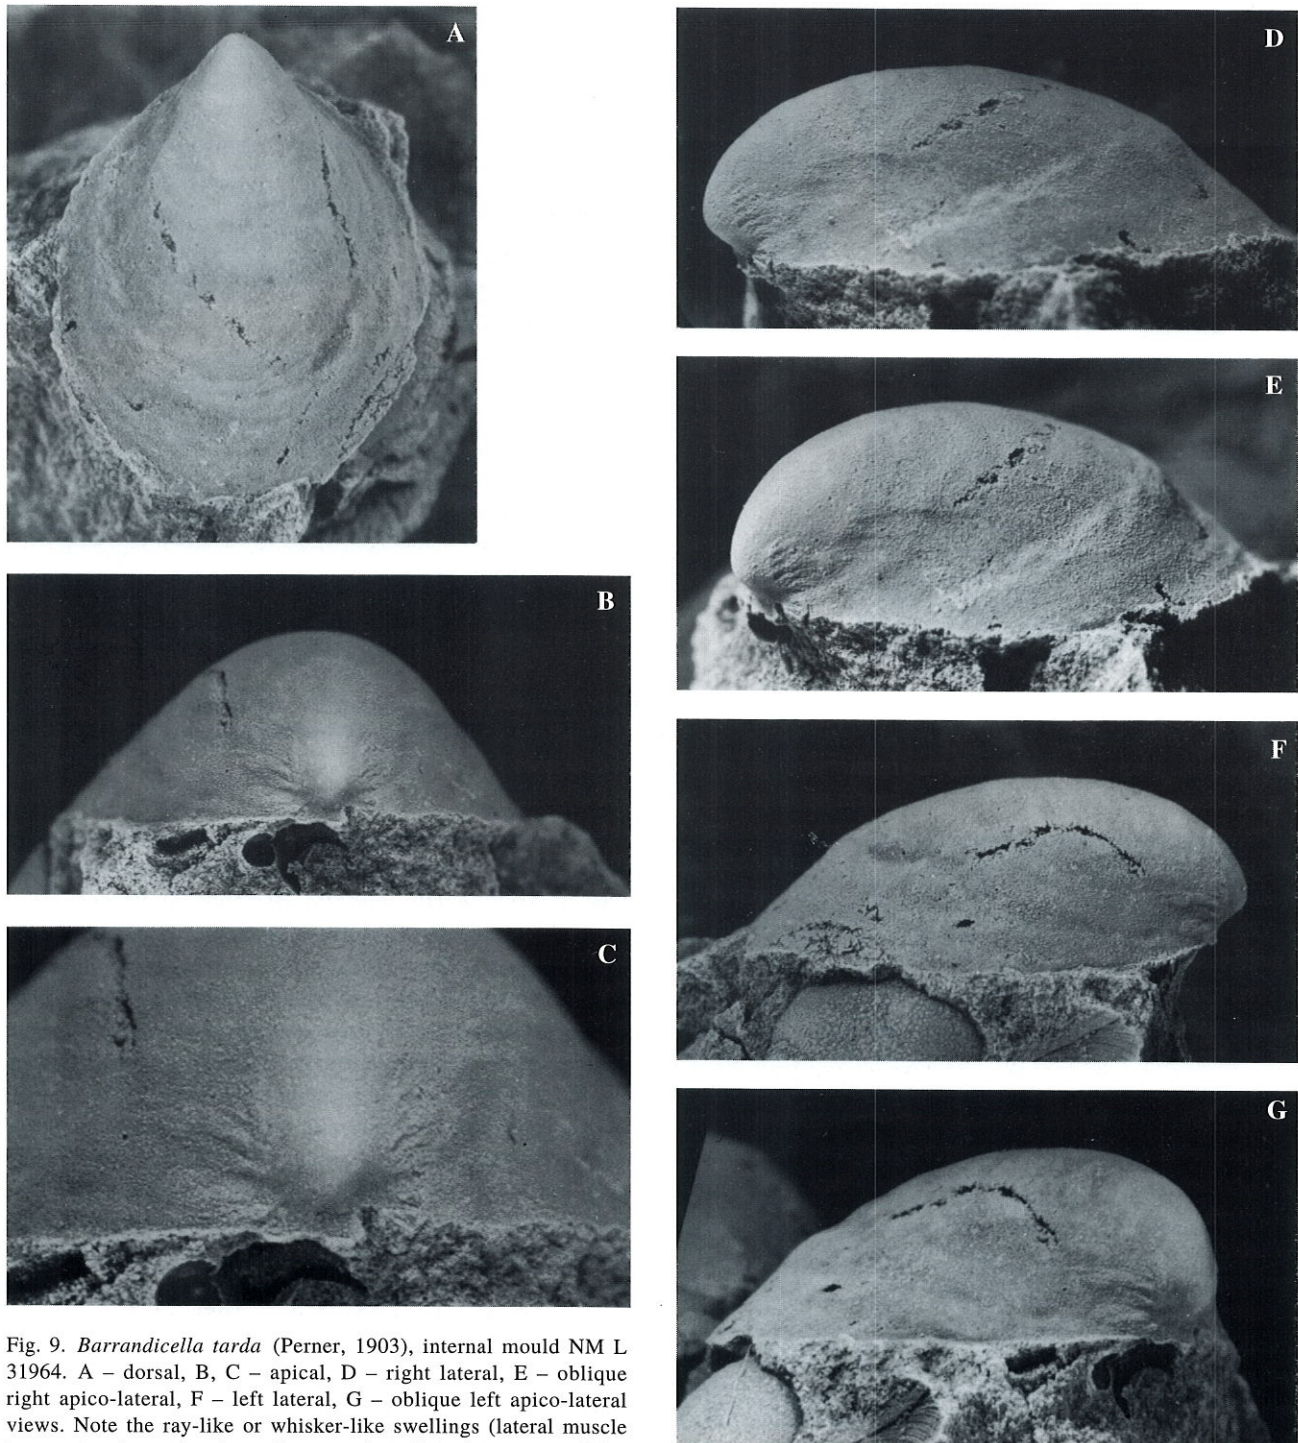 A
B
C
Fig. 9. Barrandicella tarda (Perner, 1903), internal mould NM L
31964. A – dorsal, B, C – apical, D – right lateral, E – oblique
right apico-lateral, F – left lateral, G – oblique left apico-lateral
views. Note the ray-like or whisker-like swellings (lateral muscle
D
E
F
G